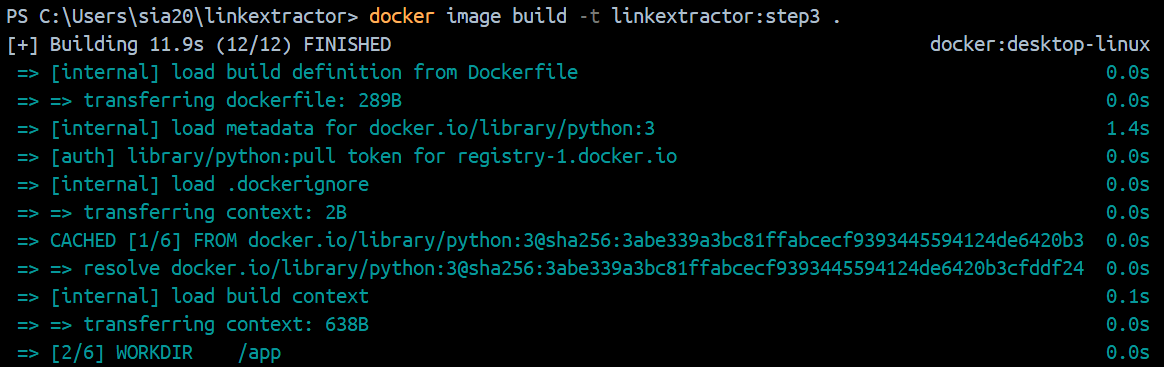 PS C:\Users\sia20\linkextractor> docker image build -t linkextractor:step3 .
[+] Building 11.9s (12/12) FINISHED docker:desktop-linux
=> [internal] load build definition from Dockerfile 0.0s
=> => transferring dockerfile: 289B 0.0s
=> [internal] load metadata for docker.io/library/python:3 1.4s
=> [auth] library/python:pull token for registry-1.docker.io 0.0s
=> [internal] load .dockerignore 0.0s
=> => transferring context: 2B 0.0s
=> CACHED [1/6] FROM docker.io/library/python:3@sha256:3abe339a3bc81ffabcecf9393445594124de6420b3 0.0s
=> => resolve docker.io/library/python:3@sha256:3abe339a3bc81ffabcecf9393445594124de6420b3cfddf24 0.0s
=> [internal] load build context 0.1s
=> => transferring context: 638B 0.0s
=> [2/6] WORKDIR /app 0.0s